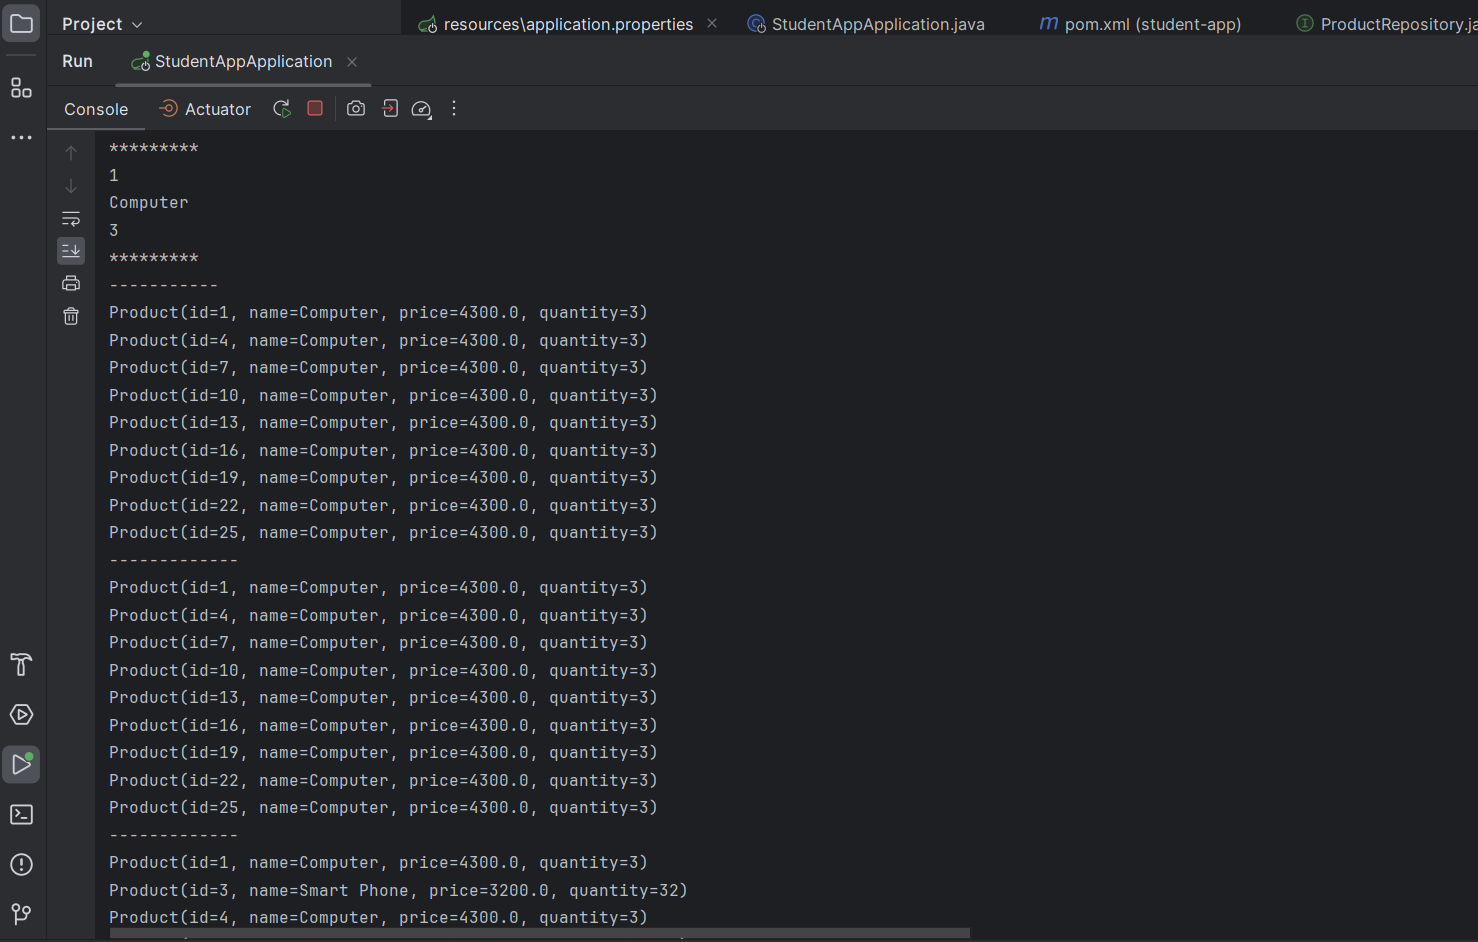 Project
resources\application.properties
StudentAppApplication.java
pom.xml (student-app)
ProductRepository.ja
Run
StudentAppApplication
Console
Actuator
*********
1
Computer
3
*********
-----------
Product(id=1, name=Computer, price=4300.0, quantity=3)
Product(id=4, name=Computer, price=4300.0, quantity=3)
Product(id=7, name=Computer, price=4300.0, quantity=3)
Product(id=10, name=Computer, price=4300.0, quantity=3)
Product(id=13, name=Computer, price=4300.0, quantity=3)
Product(id=16, name=Computer, price=4300.0, quantity=3)
Product(id=19, name=Computer, price=4300.0, quantity=3)
Product(id=22, name=Computer, price=4300.0, quantity=3)
Product(id=25, name=Computer, price=4300.0, quantity=3)
-------------
Product(id=1, name=Computer, price=4300.0, quantity=3)
Product(id=4, name=Computer, price=4300.0, quantity=3)
Product(id=7, name=Computer, price=4300.0, quantity=3)
Product(id=10, name=Computer, price=4300.0, quantity=3)
Product(id=13, name=Computer, price=4300.0, quantity=3)
Product(id=16, name=Computer, price=4300.0, quantity=3)
Product(id=19, name=Computer, price=4300.0, quantity=3)
Product(id=22, name=Computer, price=4300.0, quantity=3)
Product(id=25, name=Computer, price=4300.0, quantity=3)
-------------
Product(id=1, name=Computer, price=4300.0, quantity=3)
Product(id=3, name=Smart Phone, price=3200.0, quantity=32)
Product(id=4, name=Computer, price=4300.0, quantity=3)